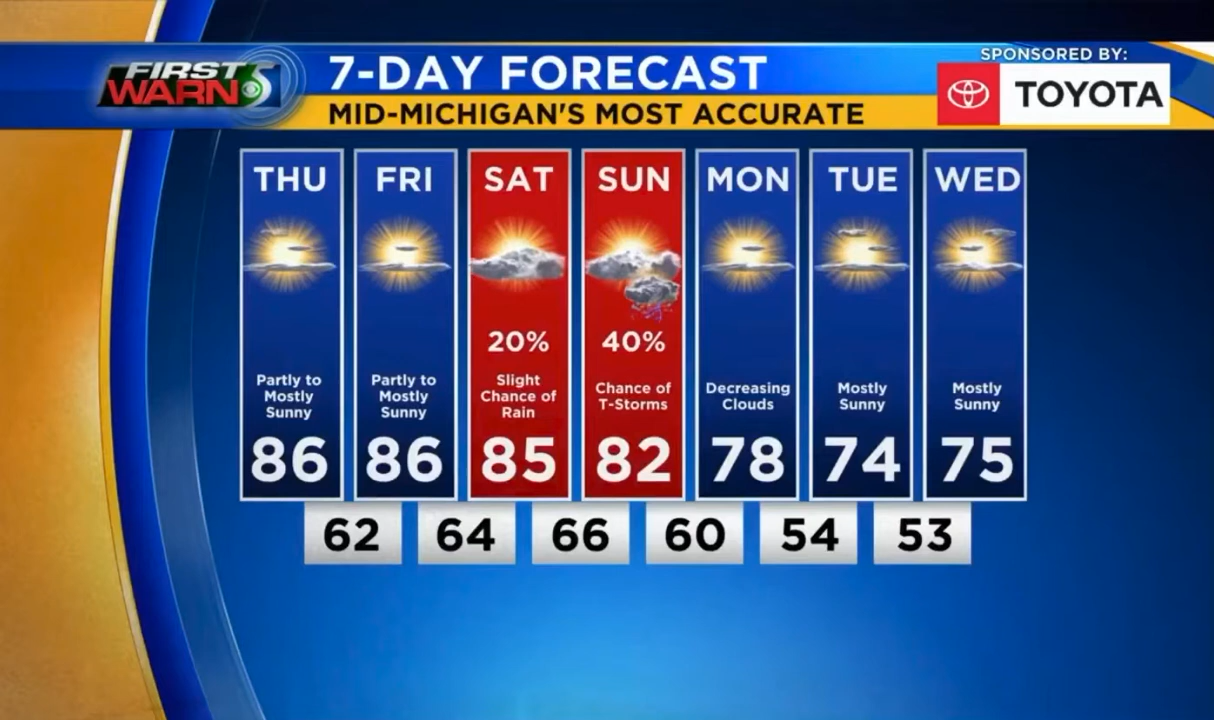 FIRST
WARN 5
7-DAY FORECAST
MID-MICHIGAN'S MOST ACCURATE
SPONSORED BY:
TOYOTA
THU
Partly to
Mostly
Sunny
86
FRI
Partly to
Mostly
Sunny
86
SAT
20%
Slight
Chance of
Rain
85
SUN
40%
Chance of
T-Storms
82
MON
Decreasing
Clouds
78
TUE
Mostly
Sunny
74
WED
Mostly
Sunny
75
62 64 66 60 54 53